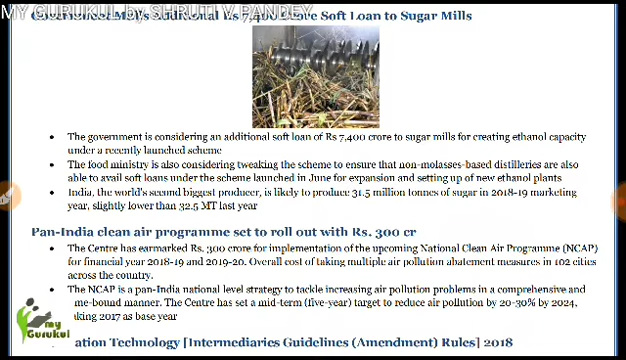 MY GURUKUL by SHRUTI V PANDEY
Government Mulls Additional Rs 7,400 Crore Soft Loan to Sugar Mills
• The government is considering an additional soft loan of Rs 7,400 crore to sugar mills for creating ethanol capacity
under a recently launched scheme
• The food ministry is also considering tweaking the scheme to ensure that non-molasses-based distilleries are also
able to avail soft loans under the scheme launched in June for expansion and setting up of new ethanol plants
• India, the world's second biggest producer, is likely to produce 31.5 million tonnes of sugar in 2018-19 marketing
year, slightly lower than 32.5 MT last year
Pan-India clean air programme set to roll out with Rs. 300 cr
• The Centre has earmarked Rs. 300 crore for implementation of the upcoming National Clean Air Programme (NCAP)
for financial year 2018-19 and 2019-20. Overall cost of taking multiple air pollution abatement measures in 102 cities
across the country.
• The NCAP is a pan-India national level strategy to tackle increasing air pollution problems in a comprehensive and
me-bound manner. The Centre has set a mid-term (five-year) target to reduce air pollution by 20-30% by 2024,
king 2017 as base year
my
Gurukul
ation Technology [Intermediaries Guidelines (Amendment) Rules] 2018